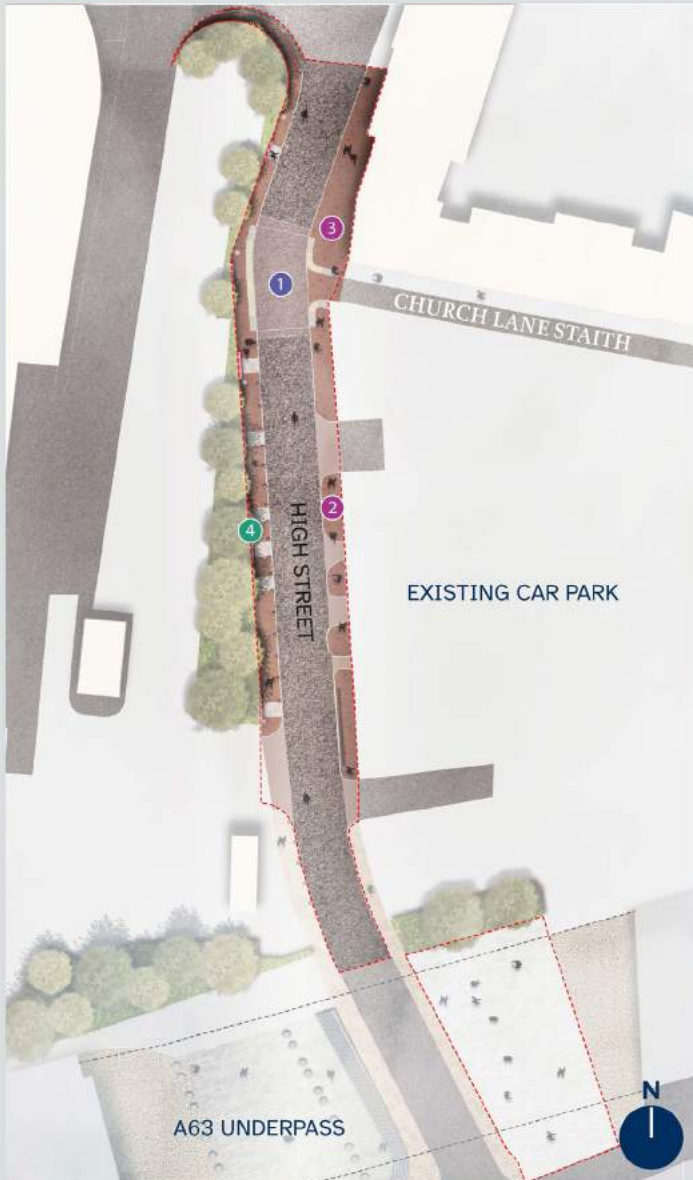 3
1
CHURCH LANE STAITH
2
4
HIGH STREET
EXISTING CAR PARK
N
A63 UNDERPASS